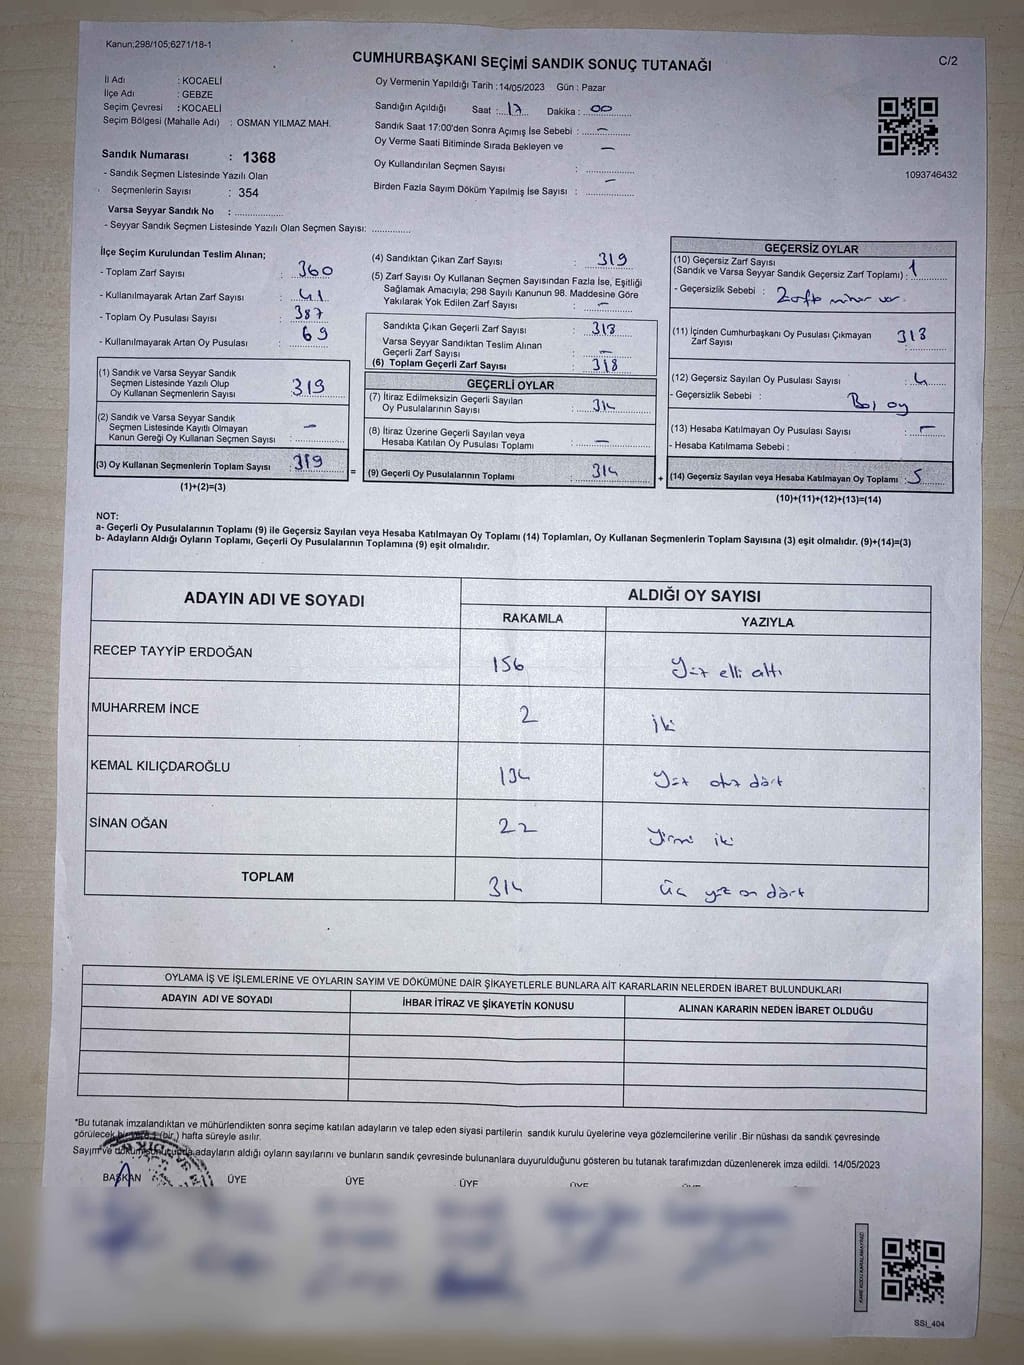 Kanun;298/105;6271/18-1
CUMHURBAŞKANI SEÇİMİ SANDIK SONUÇ TUTANAĞI
C/2
İl Adı : KOCAELİ
İlçe Adı : GEBZE
Seçim Çevresi : KOCAELİ
Seçim Bölgesi (Mahalle Adı) : OSMAN YILMAZ MAH.
Sandık Numarası : 1368
- Sandık Seçmen Listesinde Yazılı Olan
Seçmenlerin Sayısı : 354
Varsa Seyyar Sandık No : ...............
- Seyyar Sandık Seçmen Listesinde Yazılı Olan Seçmen Sayısı: ............
Oy Vermenin Yapıldığı Tarih : 14/05/2023 Gün : Pazar
Sandığın Açıldığı Saat : 17 Dakika : 00
Sandık Saat 17:00'den Sonra Açımış İse Sebebi : —
Oy Verme Saati Bitiminde Sırada Bekleyen ve —
Oy Kullandırılan Seçmen Sayısı :
Birden Fazla Sayım Döküm Yapılmış İse Sayısı : —
1093746432
İlçe Seçim Kurulundan Teslim Alınan;
- Toplam Zarf Sayısı : 360
- Kullanılmayarak Artan Zarf Sayısı : 41
- Toplam Oy Pusulası Sayısı : 387
- Kullanılmayarak Artan Oy Pusulası : 69
(1) Sandık ve Varsa Seyyar Sandık
Seçmen Listesinde Yazılı Olup
Oy Kullanan Seçmenlerin Sayısı : 319
(2) Sandık ve Varsa Seyyar Sandık
Seçmen Listesinde Kayıtlı Olmayan
Kanun Gereği Oy Kullanan Seçmen Sayısı : —
(3) Oy Kullanan Seçmenlerin Toplam Sayısı : 319
(1)+(2)=(3)
=
(4) Sandıktan Çıkan Zarf Sayısı : 319
(5) Zarf Sayısı Oy Kullanan Seçmen Sayısından Fazla İse, Eşitliği
Sağlamak Amacıyla; 298 Sayılı Kanunun 98. Maddesine Göre
Yakılarak Yok Edilen Zarf Sayısı : —
Sandıkta Çıkan Geçerli Zarf Sayısı : 318
Varsa Seyyar Sandıktan Teslim Alınan
Geçerli Zarf Sayısı : —
(6) Toplam Geçerli Zarf Sayısı : 318
GEÇERLİ OYLAR
(7) İtiraz Edilmeksizin Geçerli Sayılan
Oy Pusulalarının Sayısı : 314
(8) İtiraz Üzerine Geçerli Sayılan veya
Hesaba Katılan Oy Pusulası Toplamı : —
(9) Geçerli Oy Pusulalarının Toplamı : 314
+
GEÇERSİZ OYLAR
(10) Geçersiz Zarf Sayısı
(Sandık ve Varsa Seyyar Sandık Geçersiz Zarf Toplamı) : 1
- Geçersizlik Sebebi : var
(11) İçinden Cumhurbaşkanı Oy Pusulası Çıkmayan 318
Zarf Sayısı :
(12) Geçersiz Sayılan Oy Pusulası Sayısı : 4
- Geçersizlik Sebebi : Boş oy
(13) Hesaba Katılmayan Oy Pusulası Sayısı : —
- Hesaba Katılmama Sebebi :
(14) Geçersiz Sayılan veya Hesaba Katılmayan Oy Toplamı : 5
(10)+(11)+(12)+(13)=(14)
NOT:
a- Geçerli Oy Pusulalarının Toplamı (9) ile Geçersiz Sayılan veya Hesaba Katılmayan Oy Toplamı (14) Toplamları, Oy Kullanan Seçmenlerin Toplam Sayısına (3) eşit olmalıdır. (9)+(14)=(3)
b- Adayların Aldığı Oyların Toplamı, Geçerli Oy Pusulalarının Toplamına (9) eşit olmalıdır.
ADAYIN ADI VE SOYADI
ALDIĞI OY SAYISI
RAKAMLA YAZIYLA
RECEP TAYYİP ERDOĞAN 156 Yüz elli altı
MUHARREM İNCE 2 iki
KEMAL KILIÇDAROĞLU 134 Yüz otuz dört
SİNAN OĞAN 22 Yirmi iki
TOPLAM 314 Üç yüz on dört
OYLAMA İŞ VE İŞLEMLERİNE VE OYLARIN SAYIM VE DÖKÜMÜNE DAİR ŞİKAYETLERLE BUNLARA AİT KARARLARIN NELERDEN İBARET BULUNDUKLARI
ADAYIN ADI VE SOYADI İHBAR İTİRAZ VE ŞİKAYETİN KONUSU ALINAN KARARIN NEDEN İBARET OLDUĞU
*Bu tutanak imzalandıktan ve mühürlendikten sonra seçime katılan adayların ve talep eden siyasi partilerin sandık kurulu üyelerine veya gözlemcilerine verilir .Bir nüshası da sandık çevresinde
görülecek bir yere 1 (bir) hafta süreyle asılır.
Sayım ve döküm sonucunda adayların aldığı oyların sayılarını ve bunların sandık çevresinde bulunanlara duyurulduğunu gösteren bu tutanak tarafımızdan düzenlenerek imza edildi. 14/05/2023
BAŞKAN ÜYE ÜYE ÜYE ÜYE
SSİ_404